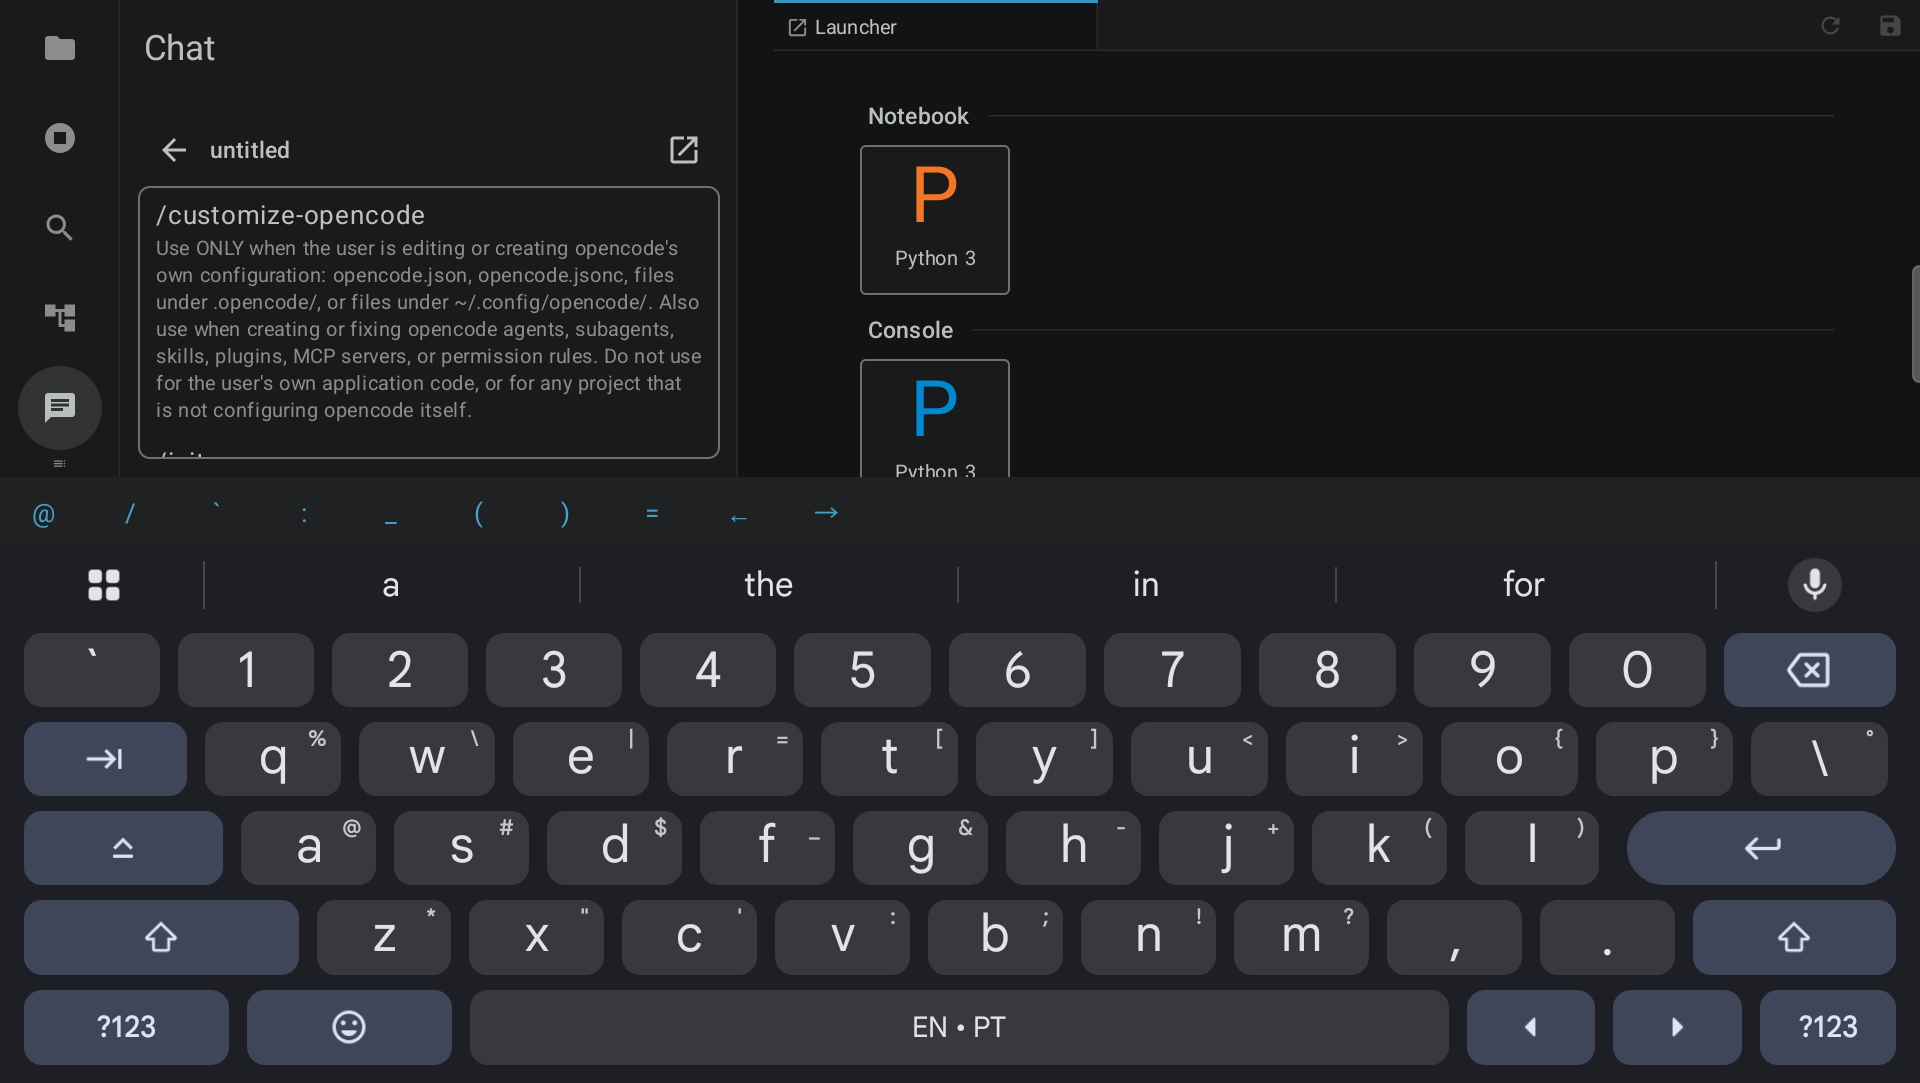 Chat
untitled
/customize-opencode
Use ONLY when the user is editing or creating opencode's
own configuration: opencode.json, opencode.jsonc, files
under .opencode/, or files under ~/.config/opencode/. Also
use when creating or fixing opencode agents, subagents,
skills, plugins, MCP servers, or permission rules. Do not use
for the user's own application code, or for any project that
is not configuring opencode itself.
/init
Launcher
Notebook
P
Python 3
Console
P
Python 3
@ / ` : _ ( ) = ← →
a the in for
` 1 2 3 4 5 6 7 8 9 0
q % w \ e | r = t [ y ] u < i > o { p } \ °
a @ s # d $ f _ g & h - j + k ( l )
z * x " c ' v : b ; n ! m ? , .
?123 EN • PT ?123